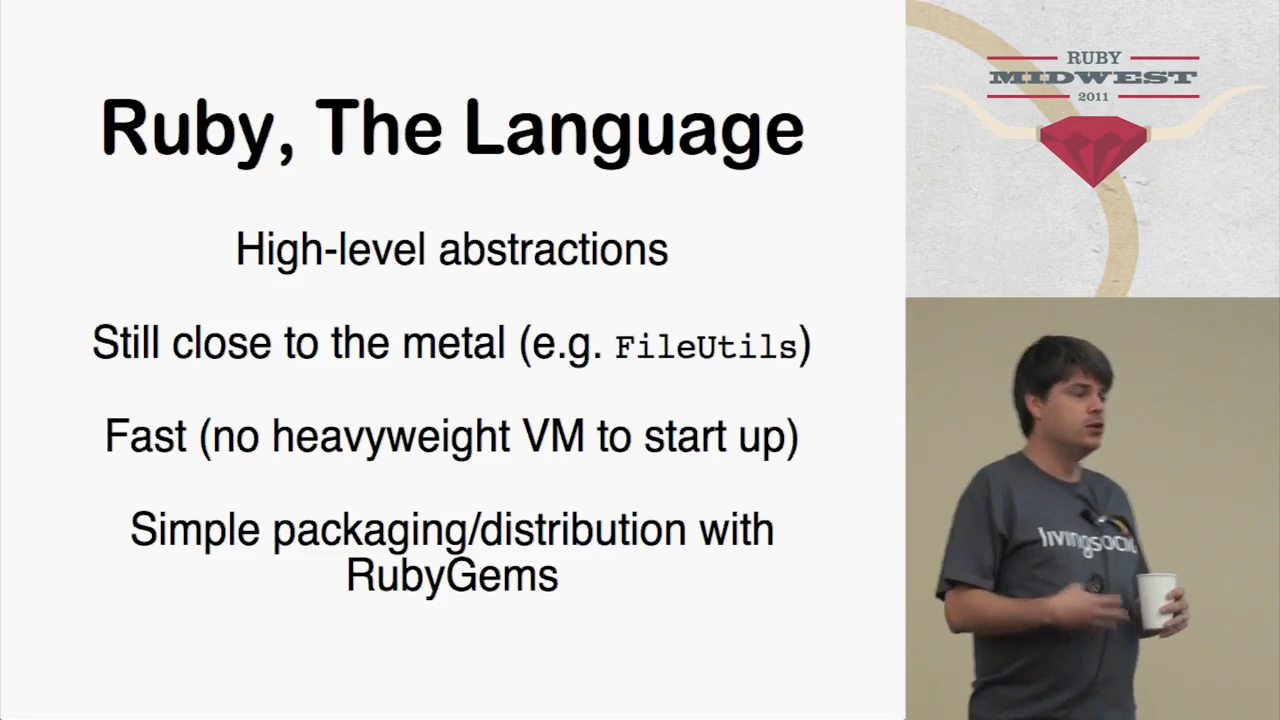 Ruby, The Language
High-level abstractions
Still close to the metal (e.g. FileUtils)
Fast (no heavyweight VM to start up)
Simple packaging/distribution with
RubyGems
RUBY
MIDWEST
2011
livingsocial